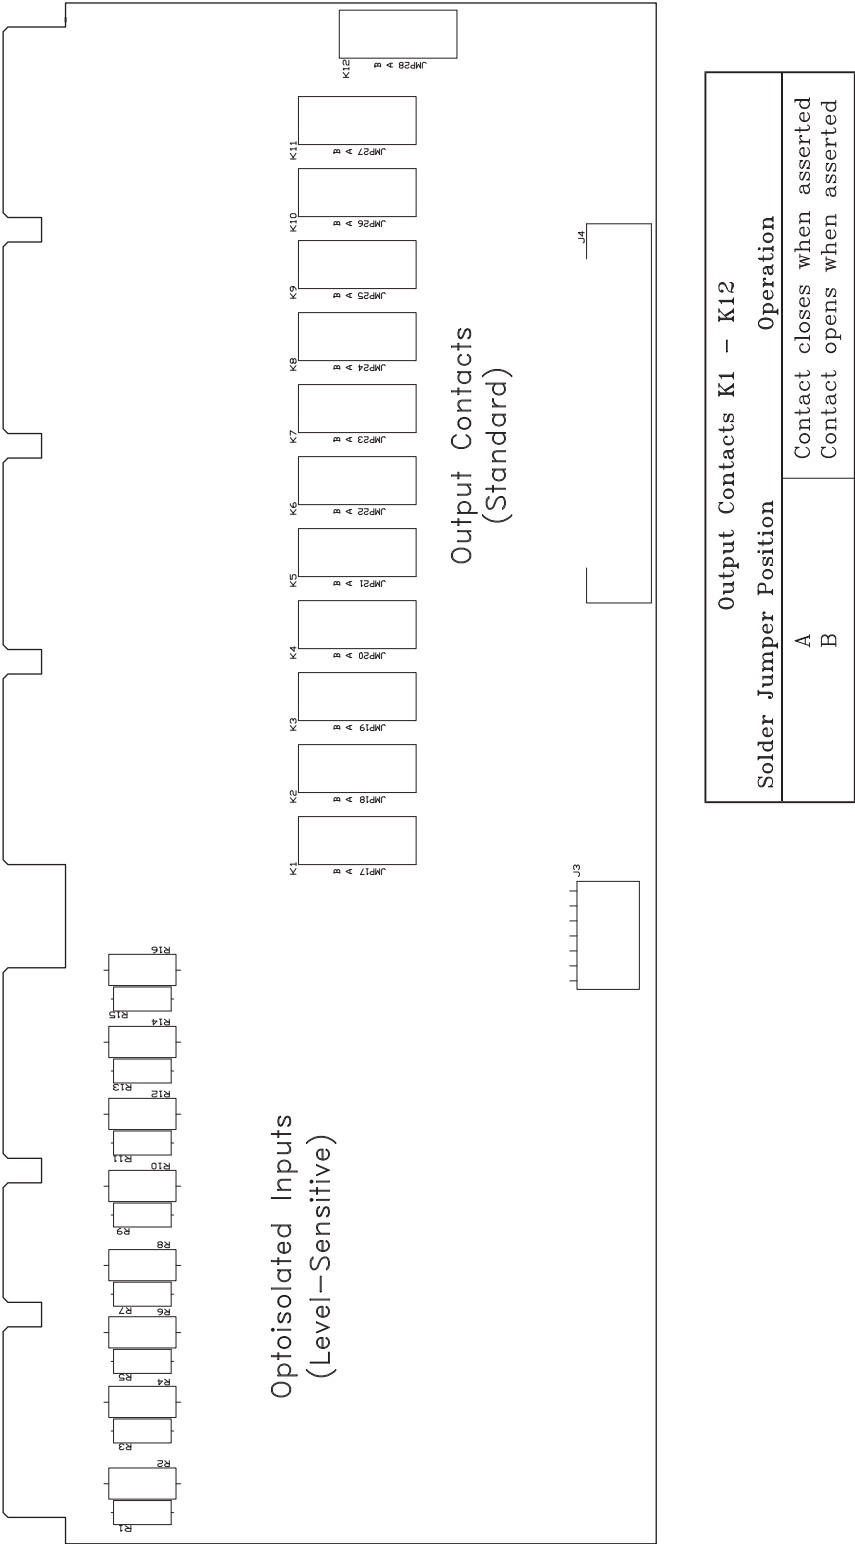 K12
B A JMP28
K11
B A JMP27
K10
B A JMP26
K9
B A JMP25
K8
B A JMP24
K7
B A JMP23
K6
B A JMP22
K5
B A JMP21
K4
B A JMP20
K3
B A JMP19
K2
B A JMP18
K1
B A JMP17
Output Contacts
(Standard)
J4
J3
R16
R15
R14
R13
R12
R11
R10
R9
R8
R7
R6
R5
R4
R3
R2
R1
Optoisolated Inputs
(Level-Sensitive)
Output Contacts K1 - K12
Solder Jumper Position Operation
A Contact closes when asserted
B Contact opens when asserted